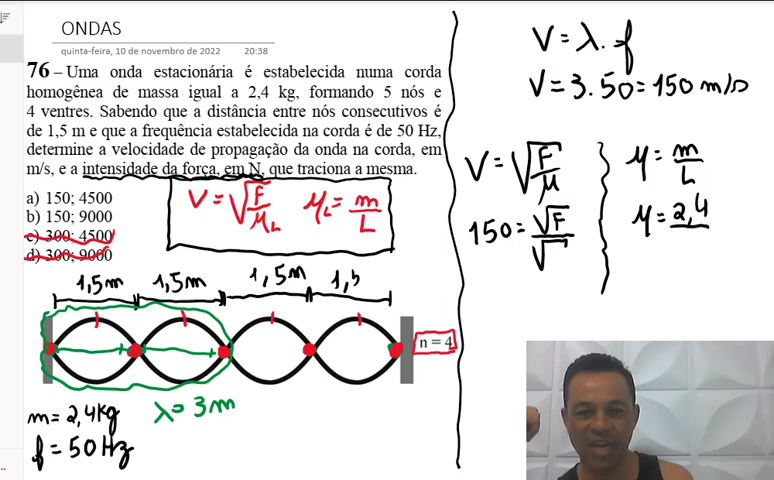 ONDAS
quinta-feira, 10 de novembro de 2022 20:38
76 – Uma onda estacionária é estabelecida numa corda
homogênea de massa igual a 2,4 kg, formando 5 nós e
4 ventres. Sabendo que a distância entre nós consecutivos é
de 1,5 m e que a frequência estabelecida na corda é de 50 Hz,
determine a velocidade de propagação da onda na corda, em
m/s, e a intensidade da força, em N, que traciona a mesma.
a) 150; 4500
b) 150; 9000
c) 300; 4500
d) 300; 9000
V = √F/μL μL = m/L
1,5m 1,5m 1,5m 1,5
n = 4
λ = 3m
m = 2,4kg
f = 50Hz
V = λ . f
V = 3 . 50 = 150 m/s
V = √F/μ
150 = √F/√
μ = m/L
μ = 2,4